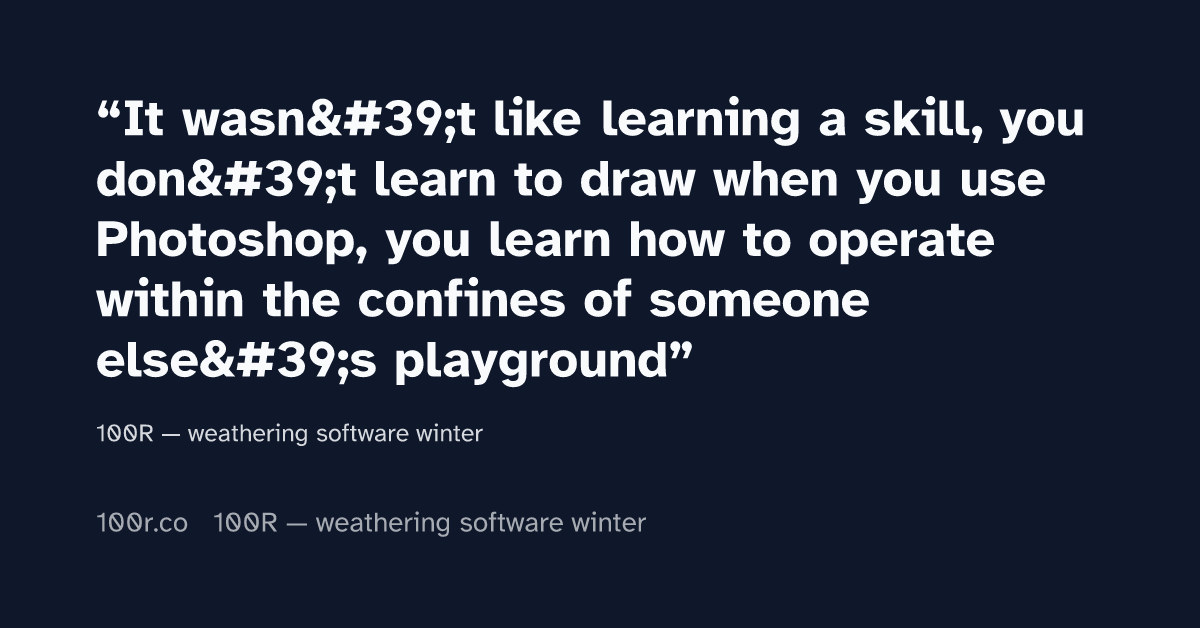 “It wasn&#39;t like learning a skill, you
don&#39;t learn to draw when you use
Photoshop, you learn how to operate
within the confines of someone
else&#39;s playground”
100R — weathering software winter
100r.co 100R — weathering software winter